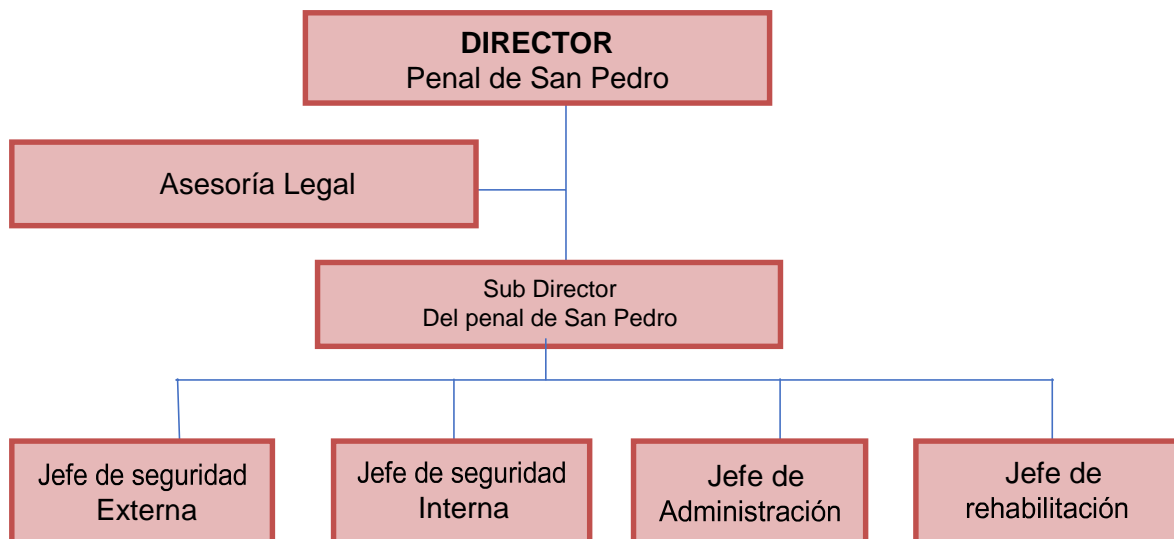 DIRECTOR
Penal de San Pedro
Asesoría Legal
Sub Director
Del penal de San Pedro
Jefe de seguridad
Externa
Jefe de seguridad
Interna
Jefe de
Administración
Jefe de
rehabilitación